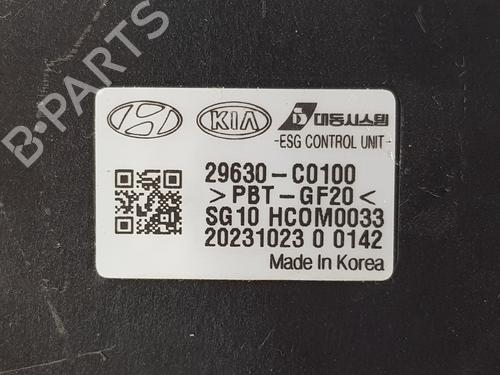 B-PARTS
KIA 대동시스템
-ESG CONTROL UNIT-
29630-C0100
>PBT-GF20<
SG10 HCOM0033
20231023 0 0142
Made In Korea